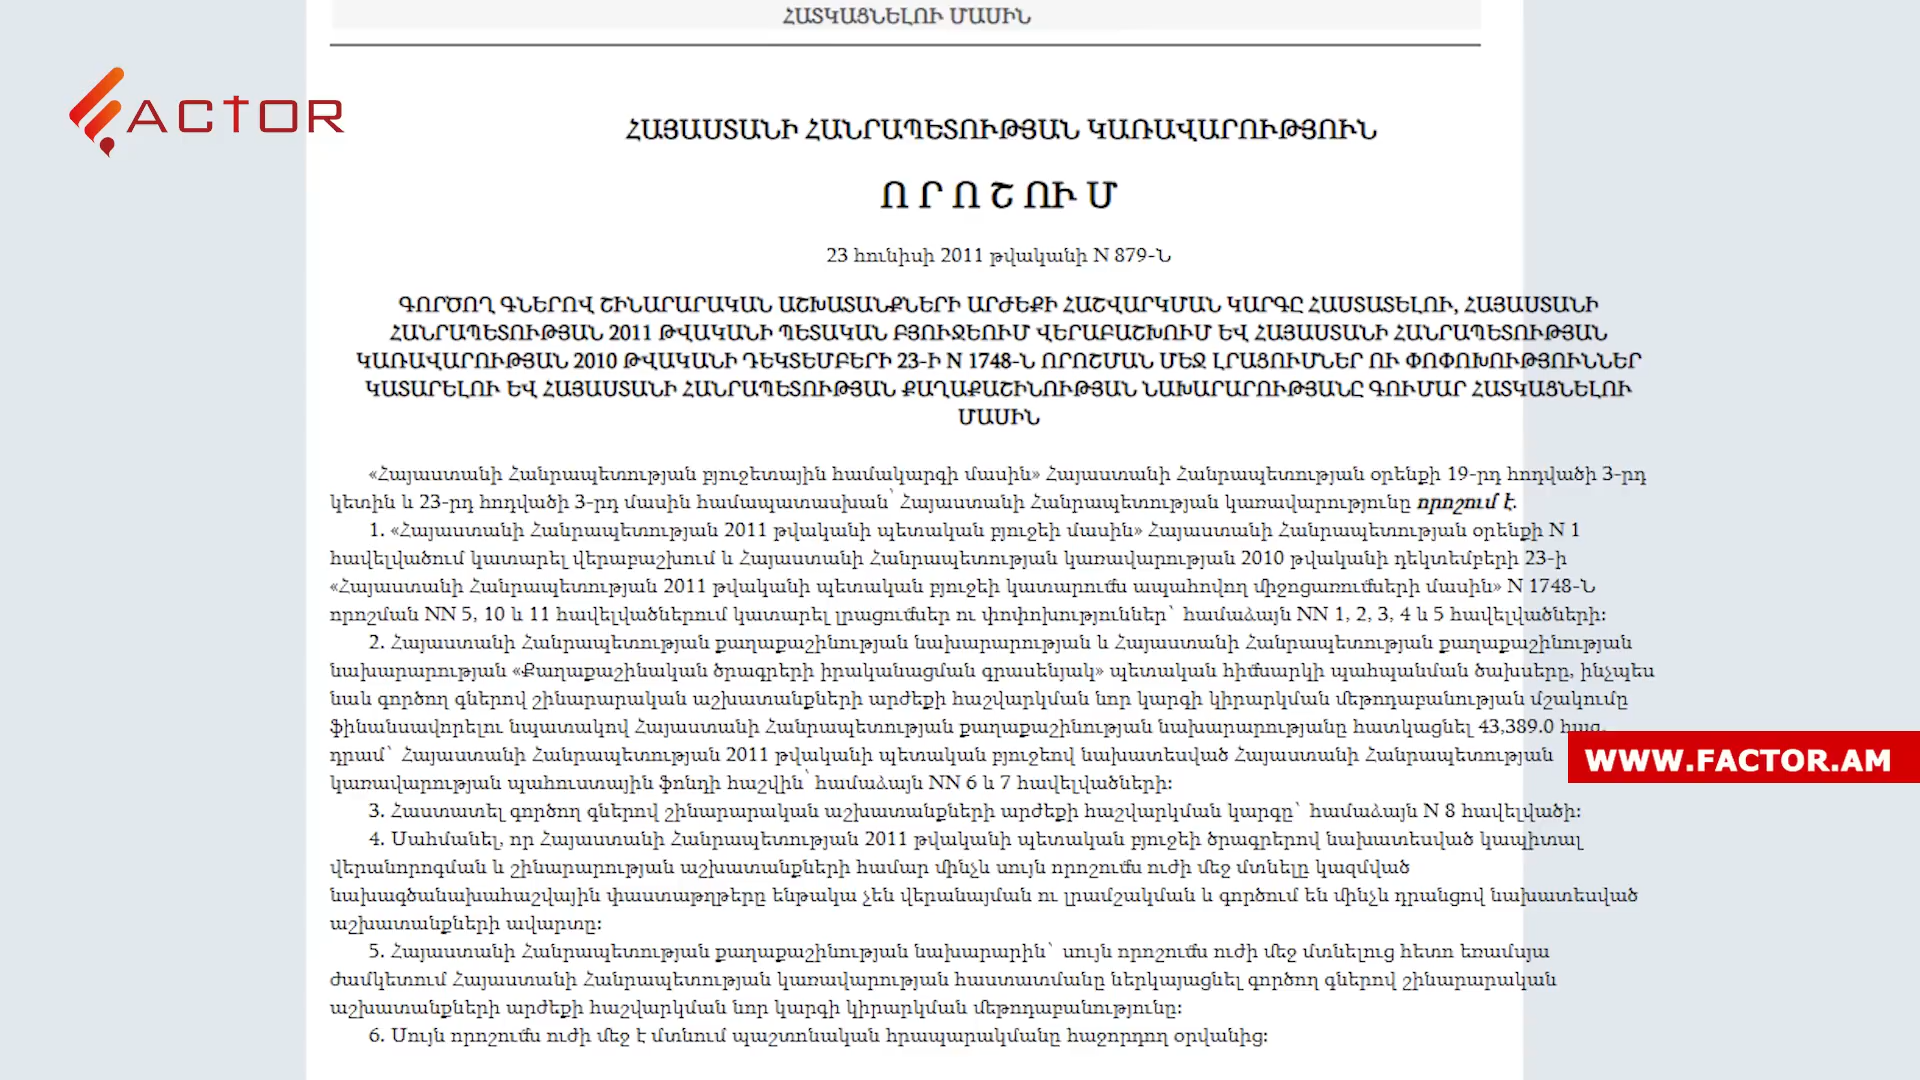 ՀԱՏԿԱՑՆԵԼՈՒ ՄԱՍԻՆ
ACTOR
ՀԱՅԱՍՏԱՆԻ ՀԱՆՐԱՊԵՏՈՒԹՅԱՆ ԿԱՌԱՎԱՐՈՒԹՅՈՒՆ
Ո Ր Ո Շ ՈՒ Մ
23 հունիսի 2011 թվականի N 879-Ն
ԳՈՐԾՈՂ ԳՆԵՐՈՎ ՇԻՆԱՐԱՐԱԿԱՆ ԱՇԽԱՏԱՆՔՆԵՐԻ ԱՐԺԵՔԻ ՀԱՇՎԱՐԿՄԱՆ ԿԱՐԳԸ ՀԱՍՏԱՏԵԼՈՒ, ՀԱՅԱՍՏԱՆԻ
ՀԱՆՐԱՊԵՏՈՒԹՅԱՆ 2011 ԹՎԱԿԱՆԻ ՊԵՏԱԿԱՆ ԲՅՈՒՋԵՈՒՄ ՎԵՐԱԲԱՇԽՈՒՄ ԵՎ ՀԱՅԱՍՏԱՆԻ ՀԱՆՐԱՊԵՏՈՒԹՅԱՆ
ԿԱՌԱՎԱՐՈՒԹՅԱՆ 2010 ԹՎԱԿԱՆԻ ԴԵԿՏԵՄԲԵՐԻ 23-Ի N 1748-Ն ՈՐՈՇՄԱՆ ՄԵՋ ԼՐԱՑՈՒՄՆԵՐ ՈՒ ՓՈՓՈԽՈՒԹՅՈՒՆՆԵՐ
ԿԱՏԱՐԵԼՈՒ ԵՎ ՀԱՅԱՍՏԱՆԻ ՀԱՆՐԱՊԵՏՈՒԹՅԱՆ ՔԱՂԱՔԱՇԻՆՈՒԹՅԱՆ ՆԱԽԱՐԱՐՈՒԹՅԱՆԸ ԳՈՒՄԱՐ ՀԱՏԿԱՑՆԵԼՈՒ
ՄԱՍԻՆ
«Հայաստանի Հանրապետության բյուջետային համակարգի մասին» Հայաստանի Հանրապետության օրենքի 19-րդ հոդվածի 3-րդ
կետին և 23-րդ հոդվածի 3-րդ մասին համապատասխան՝ Հայաստանի Հանրապետության կառավարությունը որոշում է.
1. «Հայաստանի Հանրապետության 2011 թվականի պետական բյուջեի մասին» Հայաստանի Հանրապետության օրենքի N 1
հավելվածում կատարել վերաբաշխում և Հայաստանի Հանրապետության կառավարության 2010 թվականի դեկտեմբերի 23-ի
«Հայաստանի Հանրապետության 2011 թվականի պետական բյուջեի կատարումն ապահովող միջոցառումների մասին» N 1748-Ն
որոշման NN 5, 10 և 11 հավելվածներում կատարել լրացումներ ու փոփոխություններ՝ համաձայն NN 1, 2, 3, 4 և 5 հավելվածների:
2. Հայաստանի Հանրապետության քաղաքաշինության նախարարության և Հայաստանի Հանրապետության քաղաքաշինության
նախարարության «Քաղաքաշինական ծրագրերի իրականացման գրասենյակ» պետական հիմնարկի պահպանման ծախսերը, ինչպես
նաև գործող գներով շինարարական աշխատանքների արժեքի հաշվարկման նոր կարգի կիրարկման մեթոդաբանության մշակումը
ֆինանսավորելու նպատակով Հայաստանի Հանրապետության քաղաքաշինության նախարարությանը հատկացնել 43,389.0 հազ.
դրամ՝ Հայաստանի Հանրապետության 2011 թվականի պետական բյուջեով նախատեսված Հայաստանի Հանրապետության
կառավարության պահուստային ֆոնդի հաշվին՝ համաձայն NN 6 և 7 հավելվածների:
3. Հաստատել գործող գներով շինարարական աշխատանքների արժեքի հաշվարկման կարգը՝ համաձայն N 8 հավելվածի:
4. Սահմանել, որ Հայաստանի Հանրապետության 2011 թվականի պետական բյուջեի ծրագրերով նախատեսված կապիտալ
վերանորոգման և շինարարության աշխատանքների համար մինչև սույն որոշումն ուժի մեջ մտնելը կազմված
նախագծանախահաշվային փաստաթղթերը ենթակա չեն վերանայման ու լրամշակման և գործում են մինչև դրանցով նախատեսված
աշխատանքների ավարտը:
5. Հայաստանի Հանրապետության քաղաքաշինության նախարարին՝ սույն որոշումն ուժի մեջ մտնելուց հետո եռամսյա
ժամկետում Հայաստանի Հանրապետության կառավարության հաստատմանը ներկայացնել գործող գներով շինարարական
աշխատանքների արժեքի հաշվարկման նոր կարգի կիրարկման մեթոդաբանությունը:
6. Սույն որոշումն ուժի մեջ է մտնում պաշտոնական հրապարակմանը հաջորդող օրվանից:
WWW.FACTOR.AM